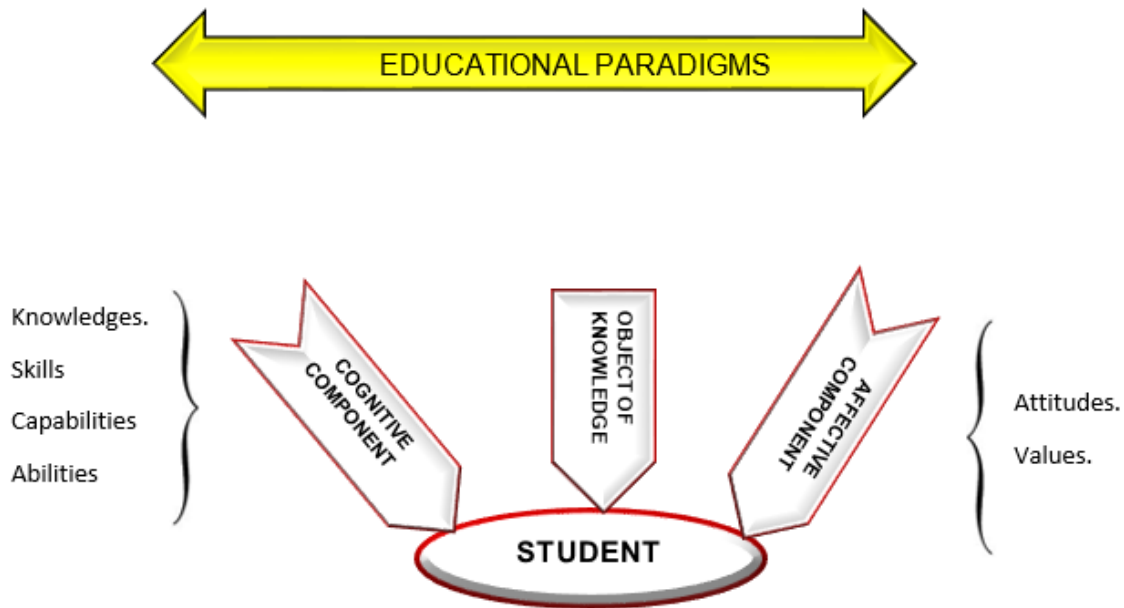 EDUCATIONAL PARADIGMS
Knowledges.
Skills
Capabilities
Abilities
COGNITIVE
COMPONENT
OBJECT OF
KNOWLEDGE
AFFECTIVE
COMPONENT
Attitudes.
Values.
STUDENT